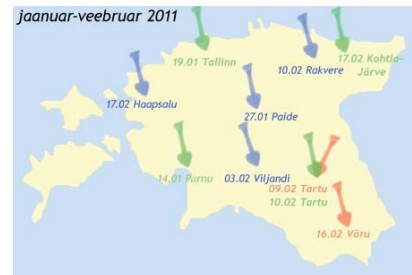 jaanuar-veebruar 2011
19.01 Tallinn
10.02 Rakvere
17.02 Kohtla-
Järve
17.02 Haapsalu
27.01 Paide
14.01 Pärnu
03.02 Viljandi
09.02 Tartu
10.02 Tartu
16.02 Võru